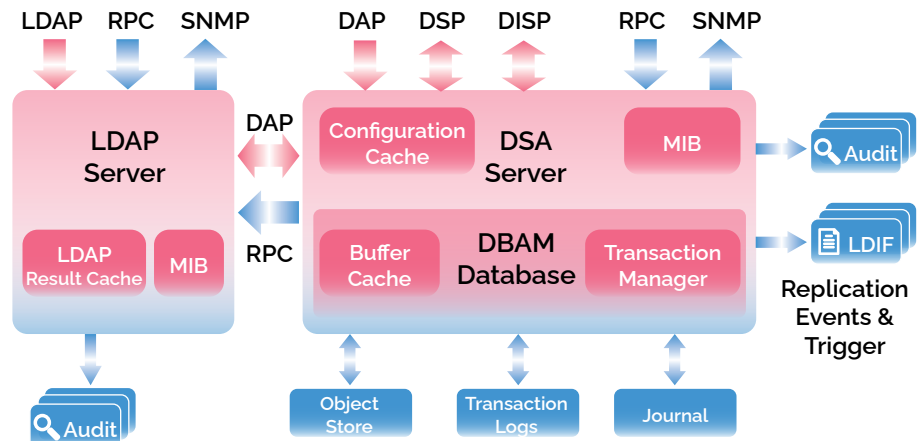 LDAP RPC SNMP DAP DSP DISP RPC SNMP
LDAP
Server
LDAP
Result Cache
MIB
DAP
RPC
Configuration
Cache
DSA
Server
MIB
Buffer
Cache
DBAM
Database
Transaction
Manager
Audit
LDIF
Replication
Events &
Trigger
Audit
Object
Store
Transaction
Logs
Journal